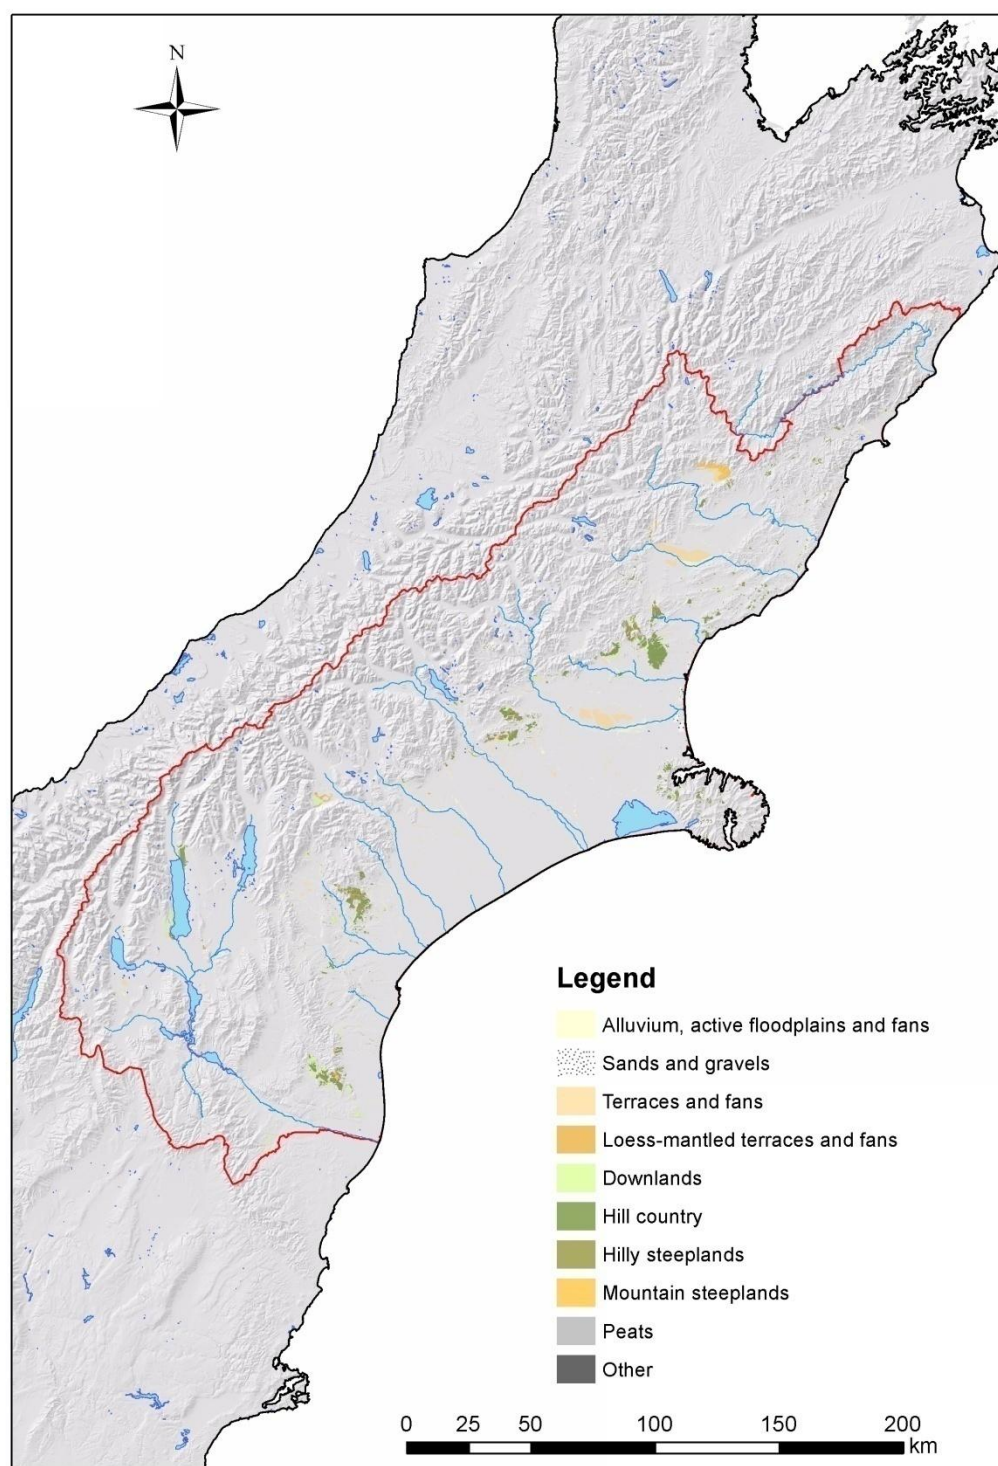 N
Legend
Alluvium, active floodplains and fans
Sands and gravels
Terraces and fans
Loess-mantled terraces and fans
Downlands
Hill country
Hilly steeplands
Mountain steeplands
Peats
Other
0 25 50 100 150 200
km